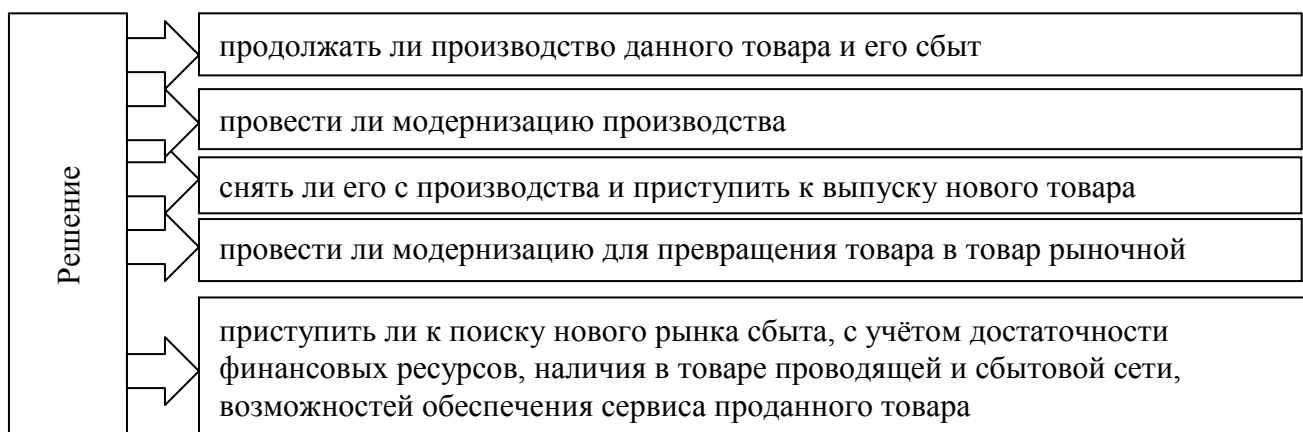 Решение
продолжать ли производство данного товара и его сбыт
провести ли модернизацию производства
снять ли его с производства и приступить к выпуску нового товара
провести ли модернизацию для превращения товара в товар рыночной
приступить ли к поиску нового рынка сбыта, с учётом достаточности
финансовых ресурсов, наличия в товаре проводящей и сбытовой сети,
возможностей обеспечения сервиса проданного товара